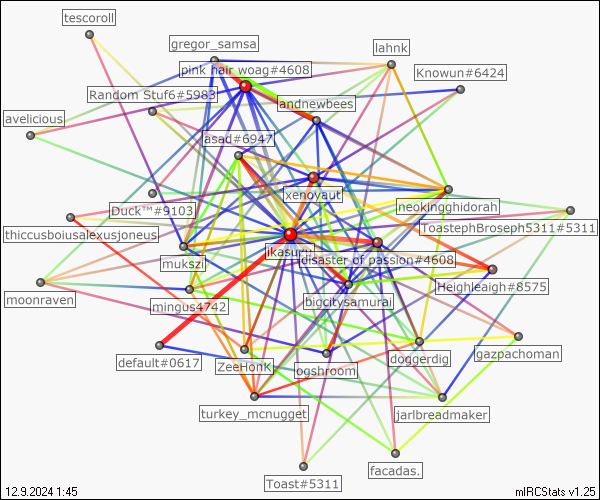 tescoroll
gregor_samsa
lahnk
pink hair woag#4608
Knowun#6424
Random Stuf6#5983
andnewbees
avelicious
asad#6947
xenoyaut
neokingghidorah
Duck™#9103
ToastephBroseph5311#5311
thiccusboiusalexusjoneus
jikasuru
disaster of passion#4608
mukszi
Heighleigh#8575
moonraven
mingus4742
bigcitysamurai
default#0617
ZeeHonK
ogshroom
doggerdig
gazpachoman
turkey_mcnugget
jarlbreadmaker
facadas.
Toast#5311
12.9.2024 1:45
mIRCStats v1.25